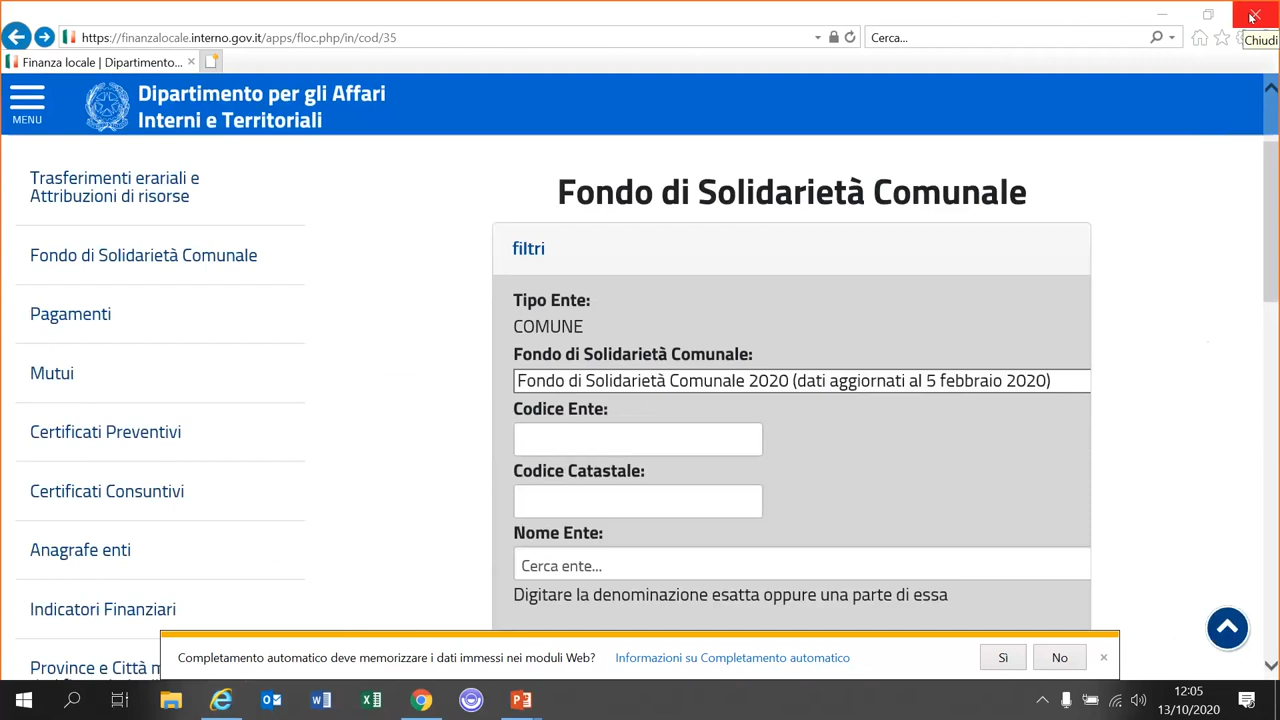 https://finanzalocale.interno.gov.it/apps/floc.php/in/cod/35
Cerca...
Chiudi
Finanza locale | Dipartimento...
MENU
Dipartimento per gli Affari
Interni e Territoriali
Trasferimenti erariali e
Attribuzioni di risorse
Fondo di Solidarietà Comunale
Pagamenti
Mutui
Certificati Preventivi
Certificati Consuntivi
Anagrafe enti
Indicatori Finanziari
Province e Città
Fondo di Solidarietà Comunale
filtri
Tipo Ente:
COMUNE
Fondo di Solidarietà Comunale:
Fondo di Solidarietà Comunale 2020 (dati aggiornati al 5 febbraio 2020)
Codice Ente:
Codice Catastale:
Nome Ente:
Cerca ente...
Digitare la denominazione esatta oppure una parte di essa
Completamento automatico deve memorizzare i dati immessi nei moduli Web?
Informazioni su Completamento automatico
Sì
No
12:05
13/10/2020